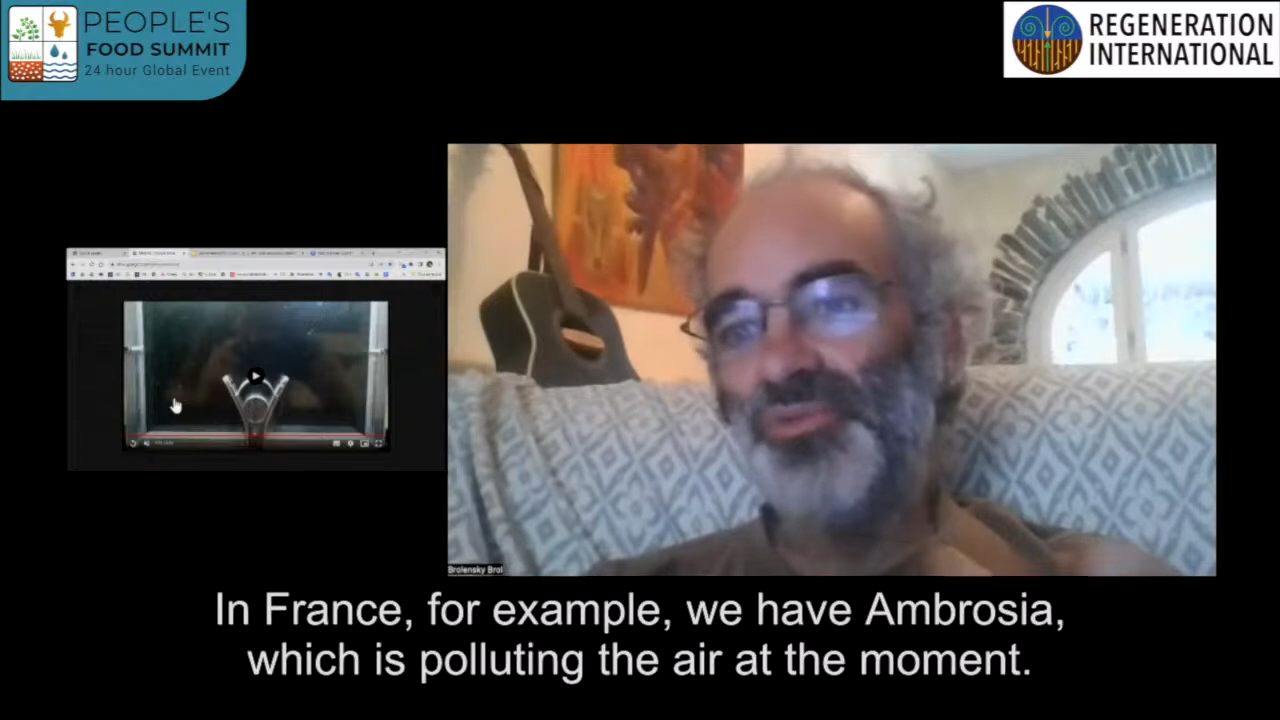 PEOPLE'S
FOOD SUMMIT
24 hour Global Event
REGENERATION
INTERNATIONAL
Brolensky Brol
In France, for example, we have Ambrosia,
which is polluting the air at the moment.